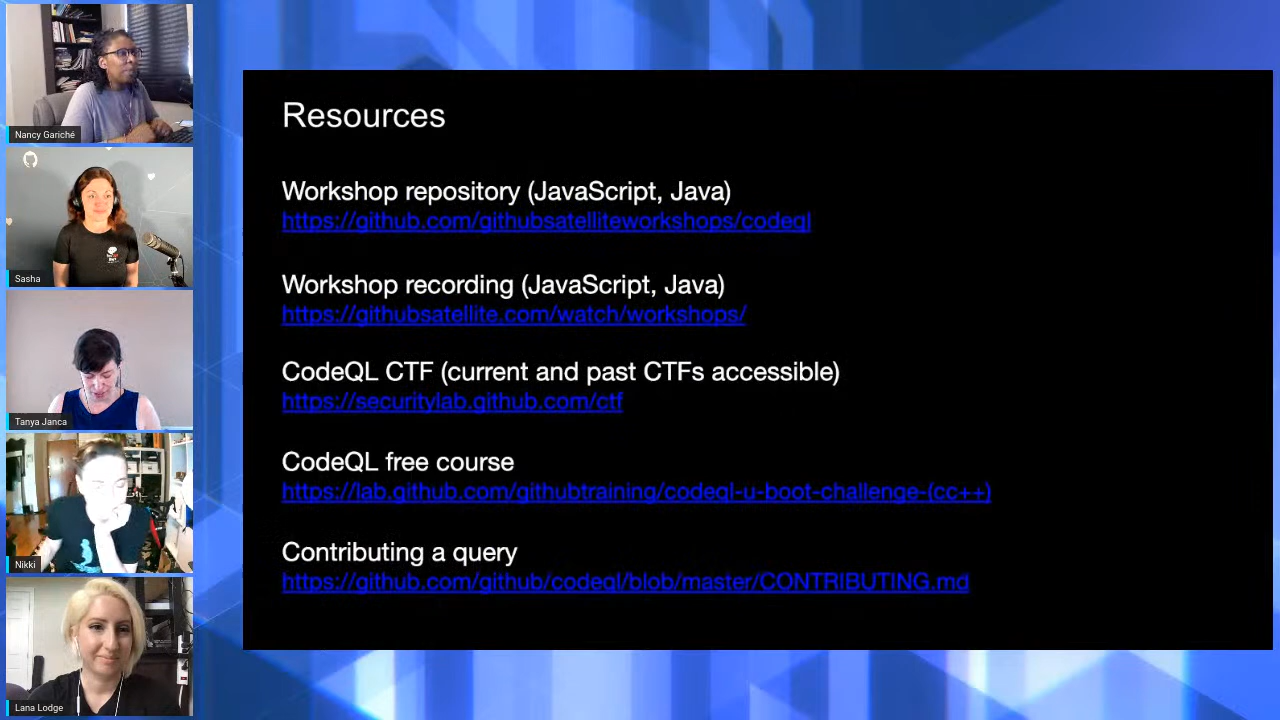 Nancy Gariché
Sasha
Tanya Janca
Nikki
Lana Lodge
Resources
Workshop repository (JavaScript, Java)
https://github.com/githubsatelliteworkshops/codeql
Workshop recording (JavaScript, Java)
https://githubsatellite.com/watch/workshops/
CodeQL CTF (current and past CTFs accessible)
https://securitylab.github.com/ctf
CodeQL free course
https://lab.github.com/githubtraining/codeql-u-boot-challenge-(cc++)
Contributing a query
https://github.com/github/codeql/blob/master/CONTRIBUTING.md